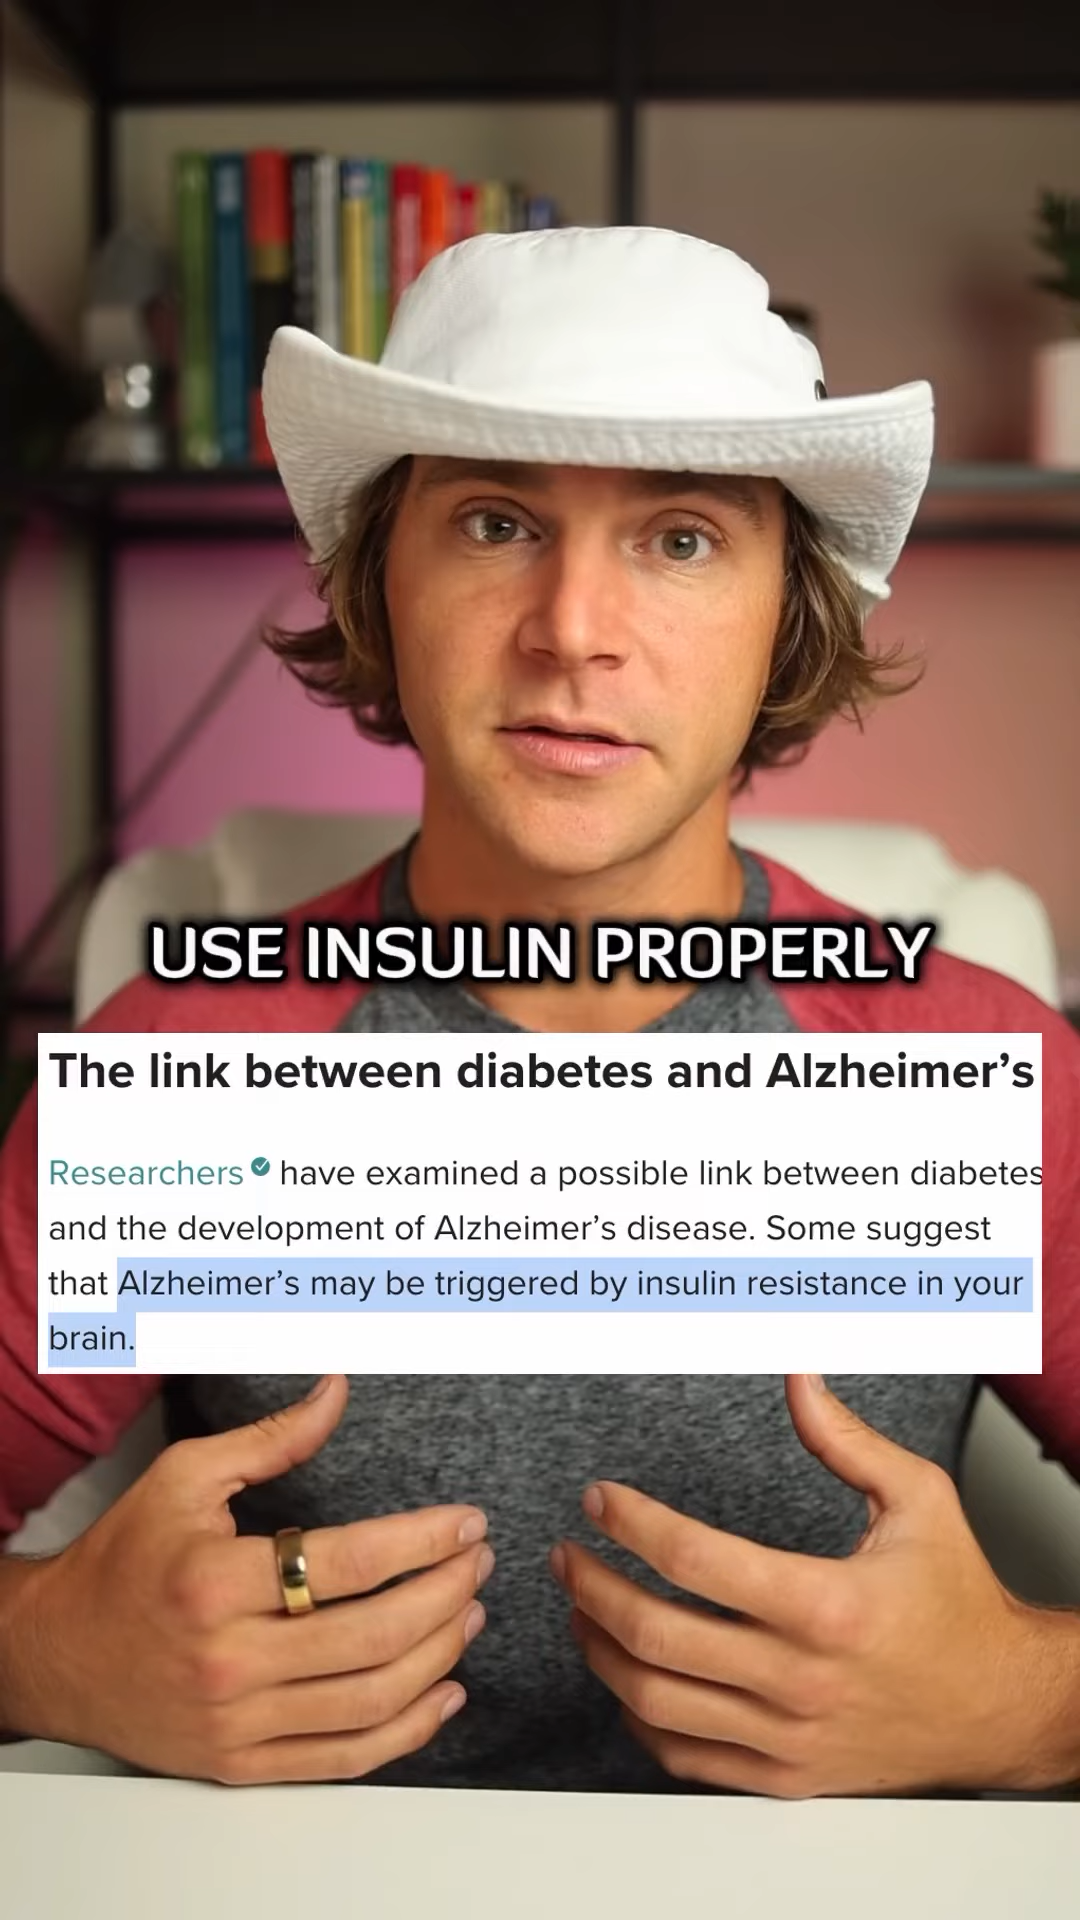 USE INSULIN PROPERLY
The link between diabetes and Alzheimer's
Researchers have examined a possible link between diabetes
and the development of Alzheimer's disease. Some suggest
that Alzheimer's may be triggered by insulin resistance in your
brain.